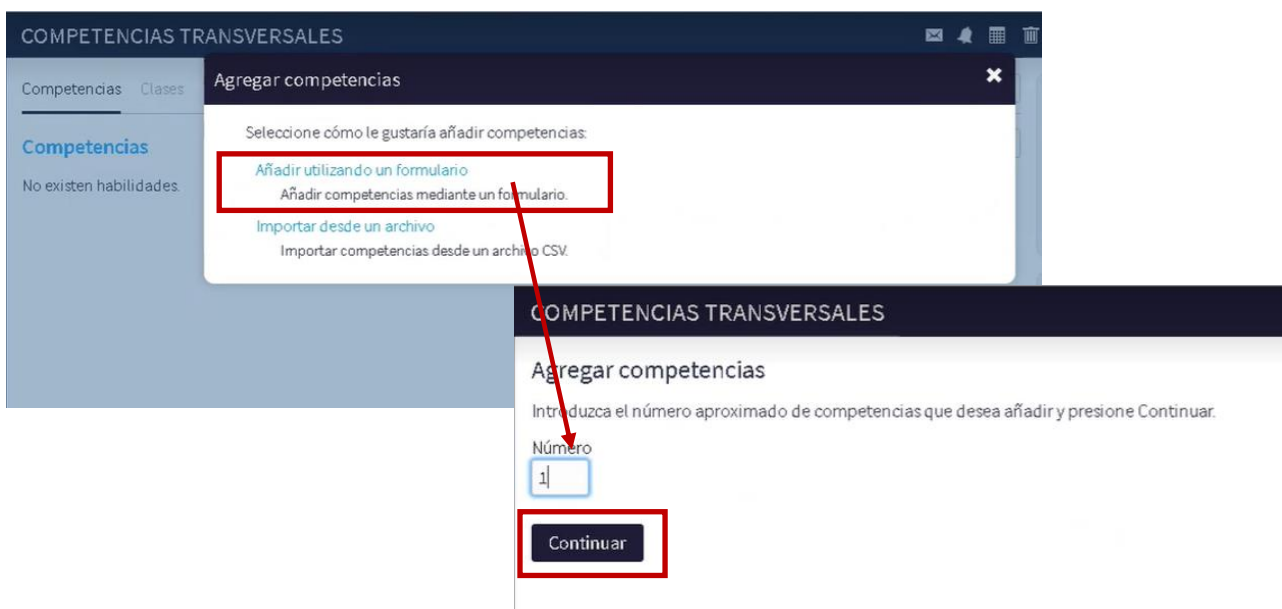 COMPETENCIAS TRANSVERSALES
Competencias Clases
Agregar competencias
Competencias
No existen habilidades.
Seleccione cómo le gustaría añadir competencias:
Añadir utilizando un formulario
Añadir competencias mediante un formulario.
Importar desde un archivo
Importar competencias desde un archivo CSV.
COMPETENCIAS TRANSVERSALES
Agregar competencias
Introduzca el número aproximado de competencias que desea añadir y presione Continuar.
Número
1
Continuar